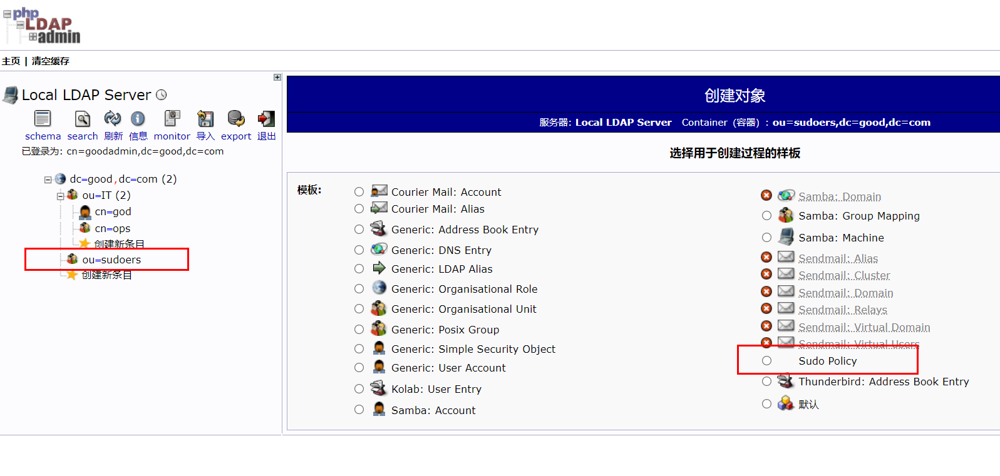 php
LDAP
admin
主页 | 清空缓存
Local LDAP Server
schema search 刷新 信息 monitor 导入 export 退出
已登录为: cn=goodadmin,dc=good,dc=com
dc=good,dc=com (2)
ou=IT (2)
cn=god
cn=ops
创建新条目
ou=sudoers
创建新条目
创建对象
服务器: Local LDAP Server Container (容器) : ou=sudoers,dc=good,dc=com
选择用于创建过程的样板
模板:
Courier Mail: Account
Courier Mail: Alias
Generic: Address Book Entry
Generic: DNS Entry
Generic: LDAP Alias
Generic: Organisational Role
Generic: Organisational Unit
Generic: Posix Group
Generic: Simple Security Object
Generic: User Account
Kolab: User Entry
Samba: Account
Samba: Domain
Samba: Group Mapping
Samba: Machine
Sendmail: Alias
Sendmail: Cluster
Sendmail: Domain
Sendmail: Relays
Sendmail: Virtual Domain
Sendmail: Virtual Users
Sudo Policy
Thunderbird: Address Book Entry
默认